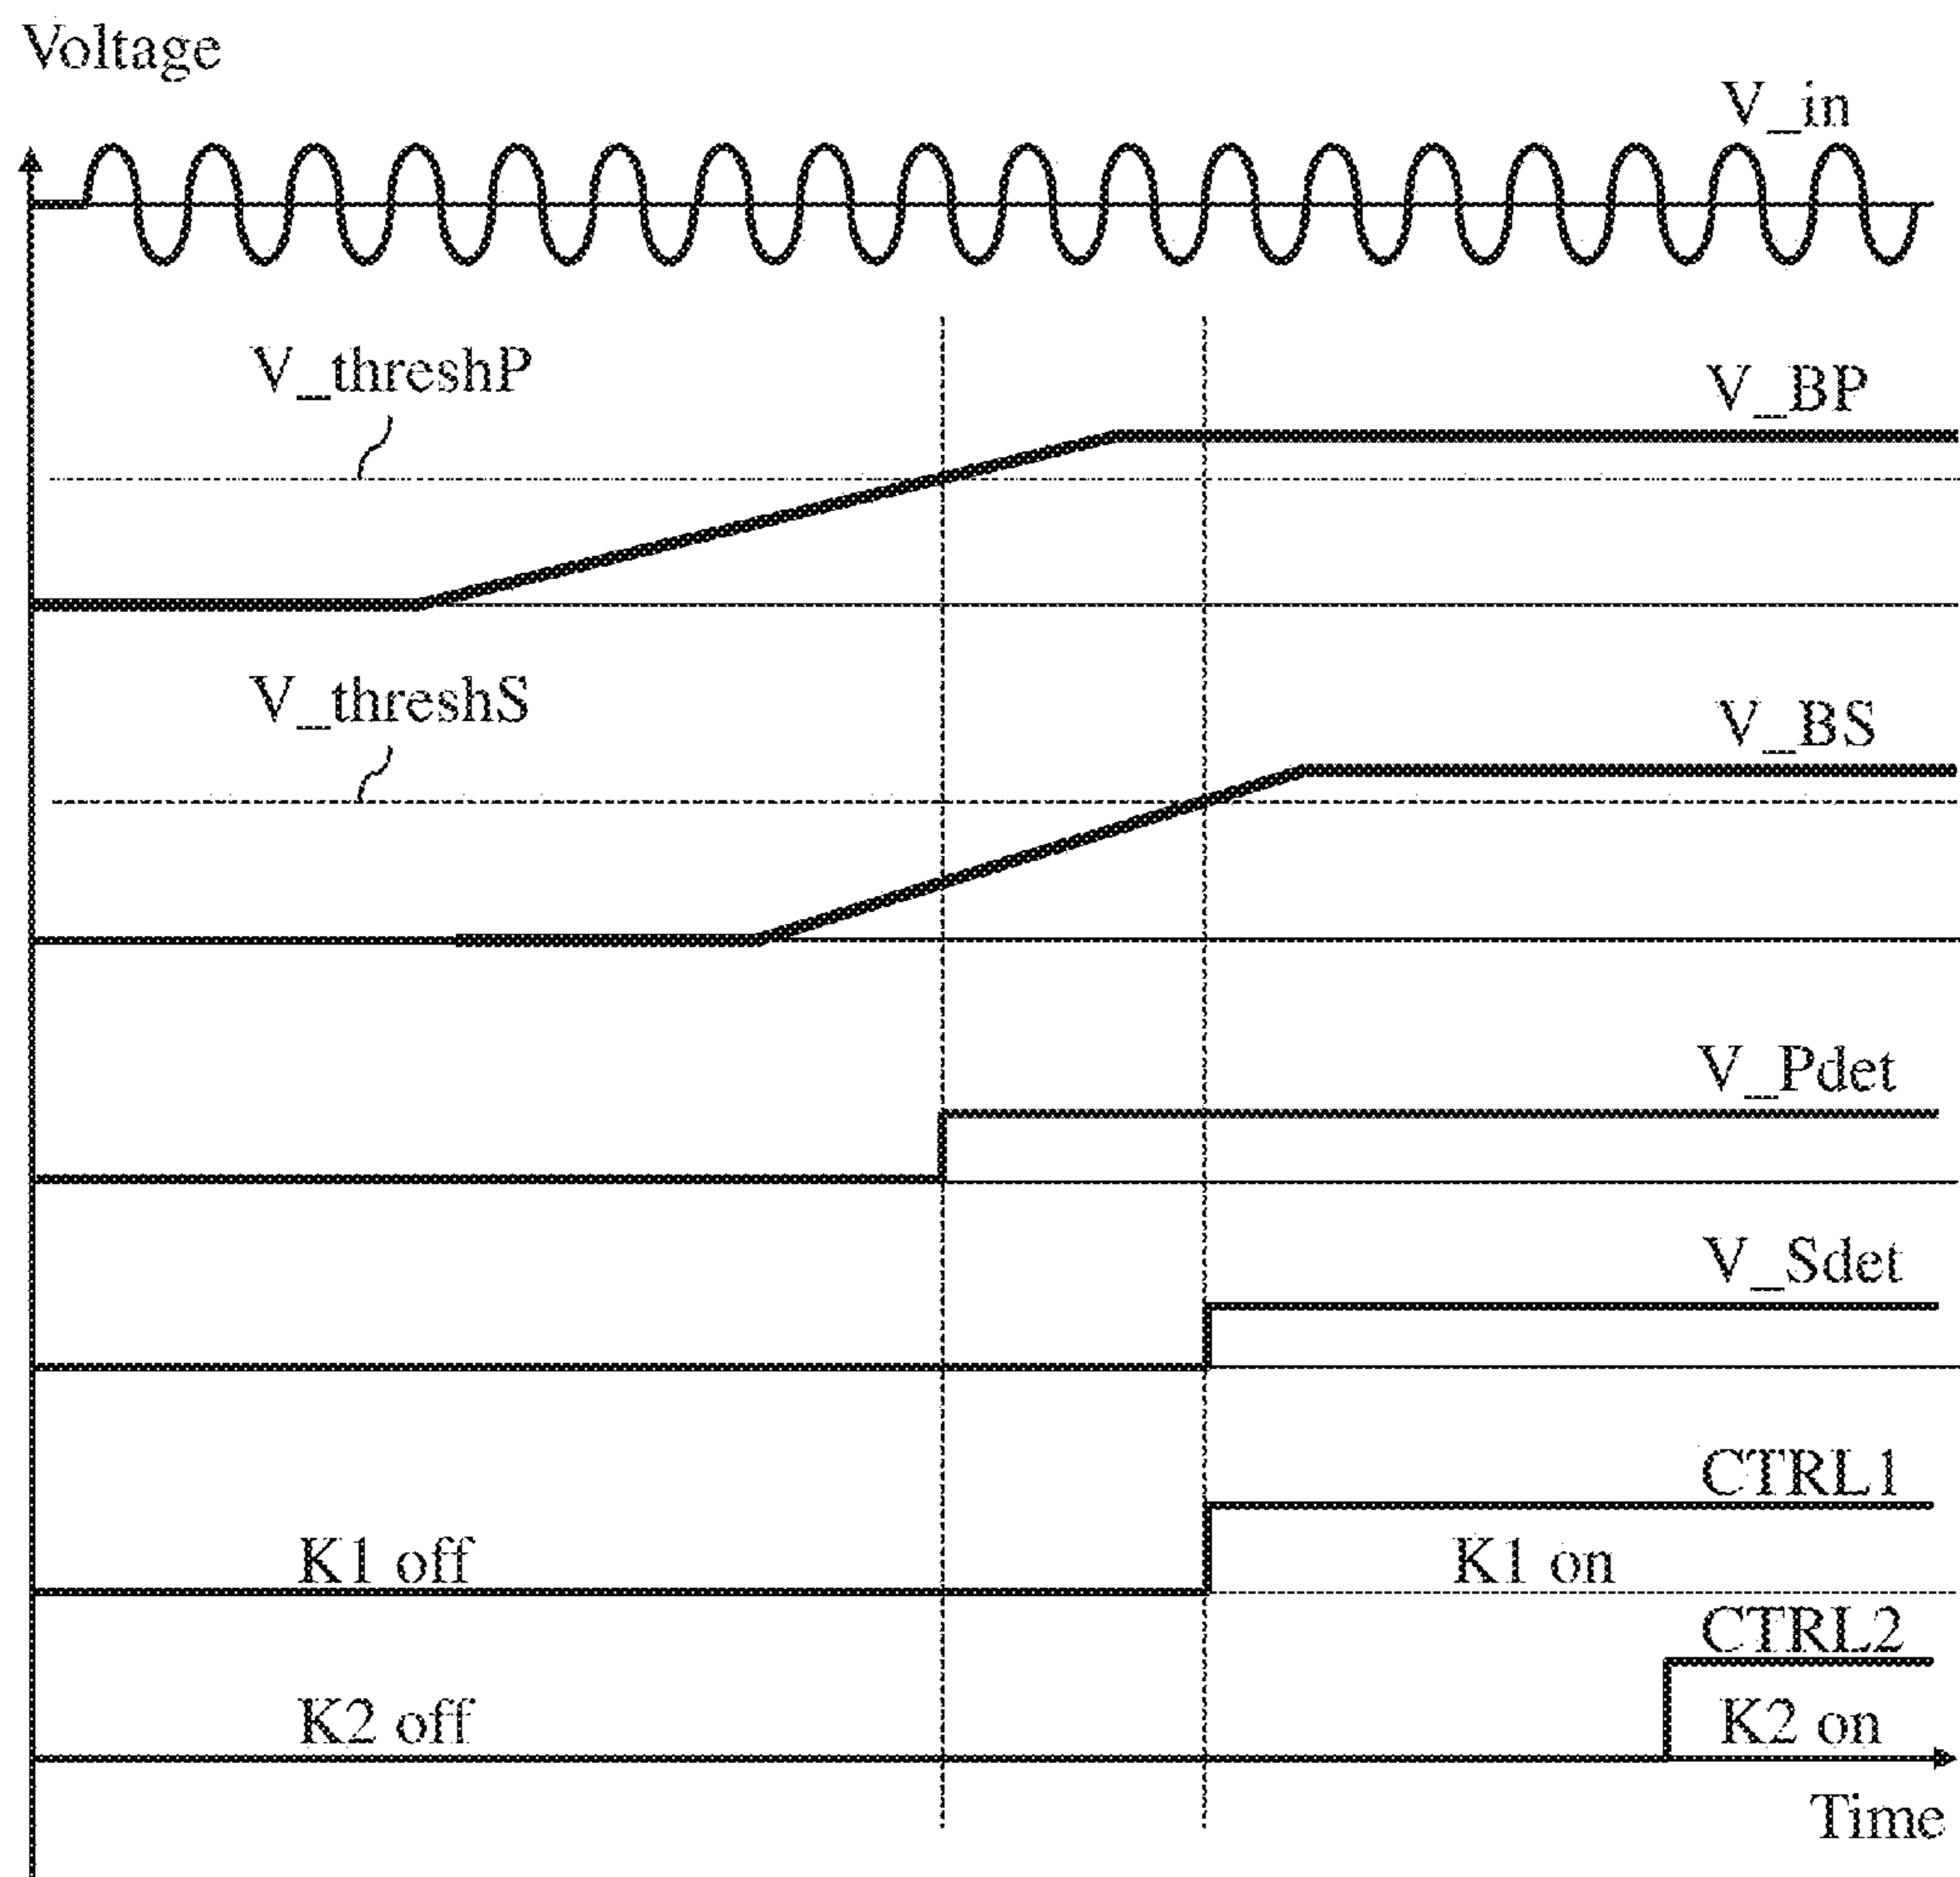 Voltage
V_in
V_threshP
V_BP
V_threshS
V_BS
V_Pdet
V_Sdet
CTRL1
K1 off
K1 on
CTRL2
K2 off
K2 on
Time